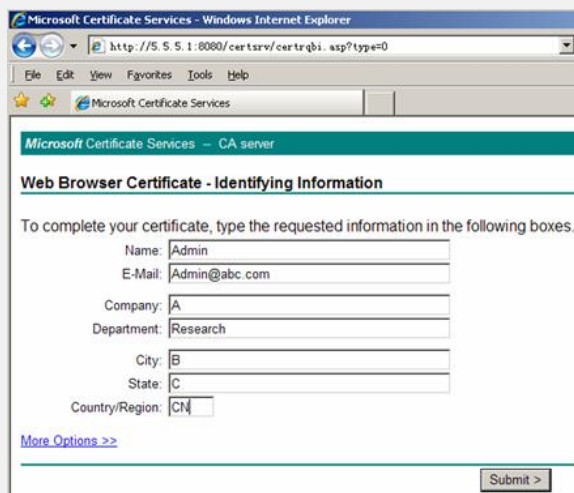 Microsoft Certificate Services - Windows Internet Explorer
http://5.5.5.1:8080/certsrv/certrqbi.asp?type=0
File Edit View Favorites Tools Help
Microsoft Certificate Services
Microsoft Certificate Services -- CA server
Web Browser Certificate - Identifying Information
To complete your certificate, type the requested information in the following boxes.
Name: Admin
E-Mail: Admin@abc.com
Company: A
Department: Research
City: B
State: C
Country/Region: CN
More Options >>
Submit >